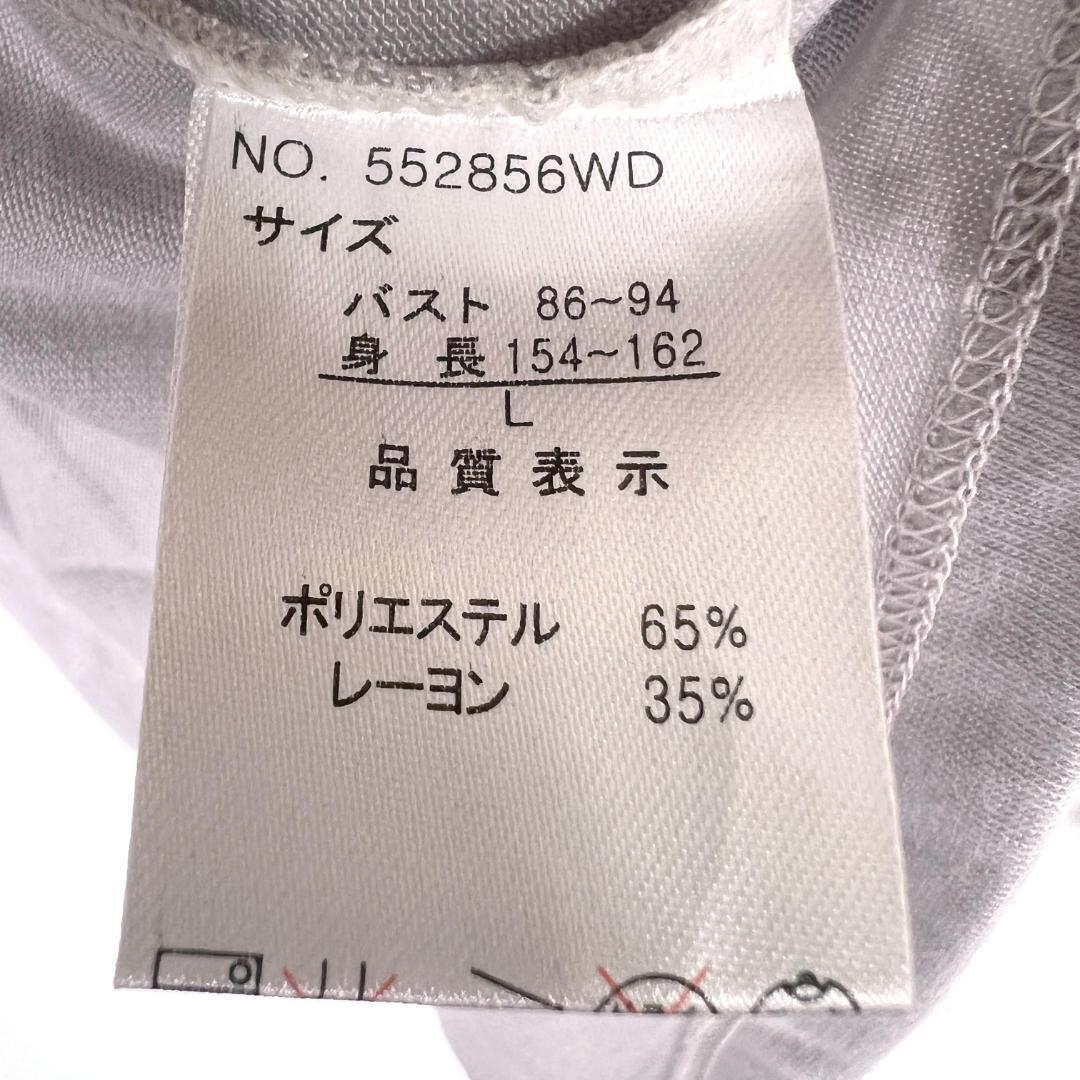 NO. 552856WD
サイズ
バスト 86~94
身 長 154~162
L
品 質 表 示
ポリエステル 65%
レーヨン 35%